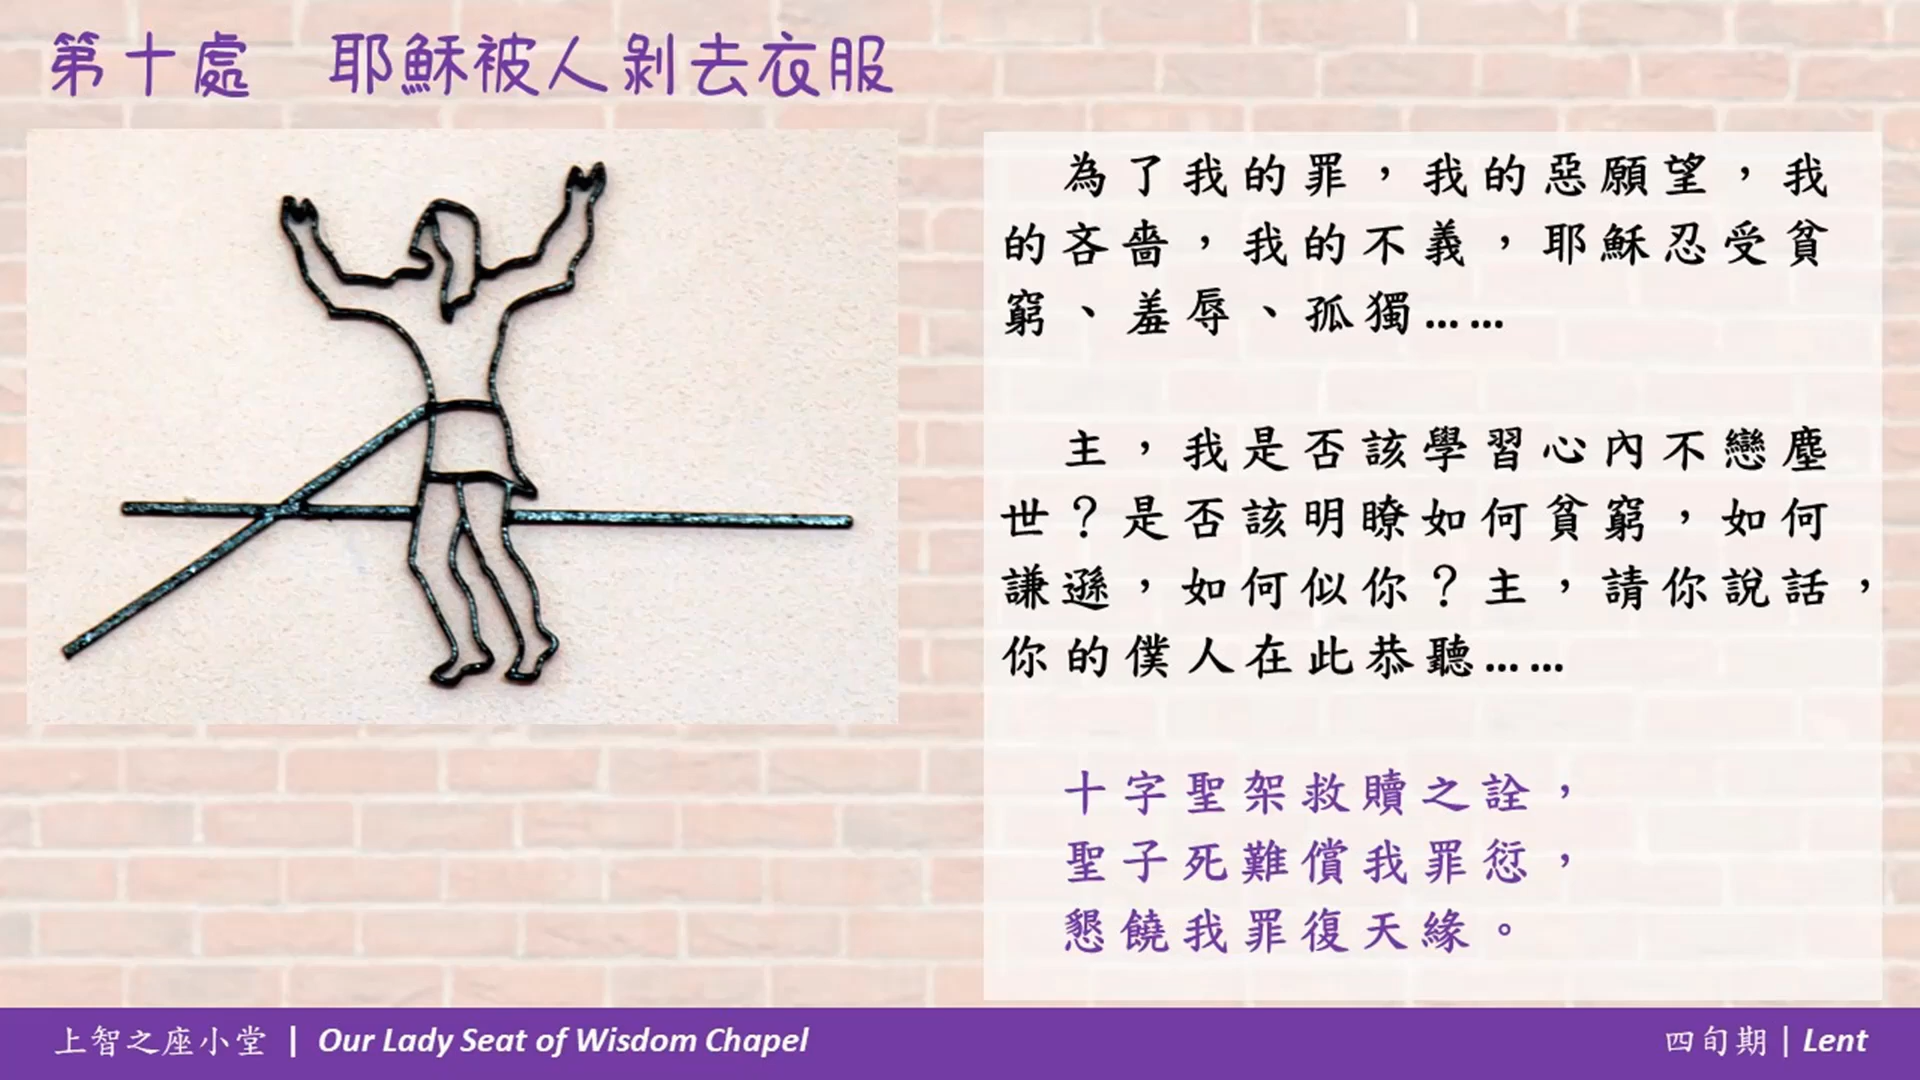 第十處　耶穌被人剝去衣服
為了我的罪，我的惡願望，我
的吝嗇，我的不義，耶穌忍受貧
窮、羞辱、孤獨……
主，我是否該學習心內不戀塵
世？是否該明瞭如何貧窮，如何
謙遜，如何似你？主，請你說話，
你的僕人在此恭聽……
十字聖架救贖之詮，
聖子死難償我罪愆，
懇饒我罪復天緣。
上智之座小堂 | Our Lady Seat of Wisdom Chapel
四旬期 | Lent